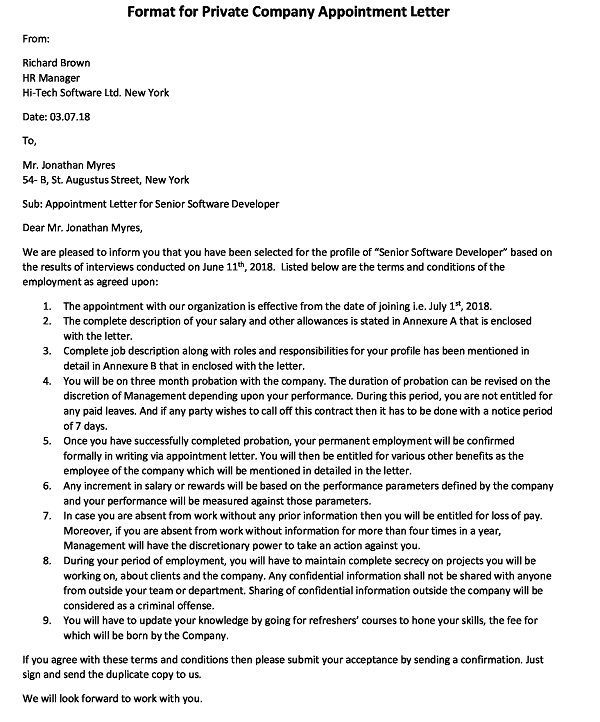 Format for Private Company Appointment Letter
From:
Richard Brown
HR Manager
Hi-Tech Software Ltd. New York
Date: 03.07.18
To,
Mr. Jonathan Myres
54- B, St. Augustus Street, New York
Sub: Appointment Letter for Senior Software Developer
Dear Mr. Jonathan Myres,
We are pleased to inform you that you have been selected for the profile of "Senior Software Developer" based on
the results of interviews conducted on June 11th, 2018.  Listed below are the terms and conditions of the
employment as agreed upon:
1. The appointment with our organization is effective from the date of joining i.e. July 1st, 2018.
2. The complete description of your salary and other allowances is stated in Annexure A that is enclosed
with the letter.
3. Complete job description along with roles and responsibilities for your profile has been mentioned in
detail in Annexure B that in enclosed with the letter.
4. You will be on three month probation with the company. The duration of probation can be revised on the
discretion of Management depending upon your performance. During this period, you are not entitled for
any paid leaves. And if any party wishes to call off this contract then it has to be done with a notice period
of 7 days.
5. Once you have successfully completed probation, your permanent employment will be confirmed
formally in writing via appointment letter. You will then be entitled for various other benefits as the
employee of the company which will be mentioned in detailed in the letter.
6. Any increment in salary or rewards will be based on the performance parameters defined by the company
and your performance will be measured against those parameters.
7. In case you are absent from work without any prior information then you will be entitled for loss of pay.
Moreover, if you are absent from work without information for more than four times in a year,
Management will have the discretionary power to take an action against you.
8. During your period of employment, you will have to maintain complete secrecy on projects you will be
working on, about clients and the company. Any confidential information shall not be shared with anyone
from outside your team or department. Sharing of confidential information outside the company will be
considered as a criminal offense.
9. You will have to update your knowledge by going for refreshers' courses to hone your skills, the fee for
which will be born by the Company.
If you agree with these terms and conditions then please submit your acceptance by sending a confirmation. Just
sign and send the duplicate copy to us.
We will look forward to work with you.